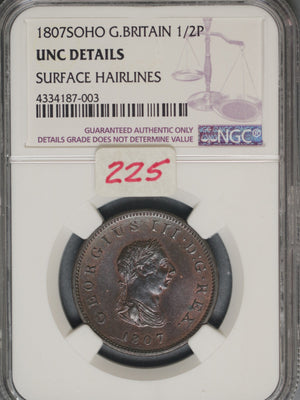 1807SOHO G.BRITAIN 1/2P
UNC DETAILS
SURFACE HAIRLINES
4334187-003
GUARANTEED AUTHENTIC ONLY
DETAILS GRADE DOES NOT DETERMINE VALUE
NGC
225
GEORGIUS III·D:G·REX.
1807